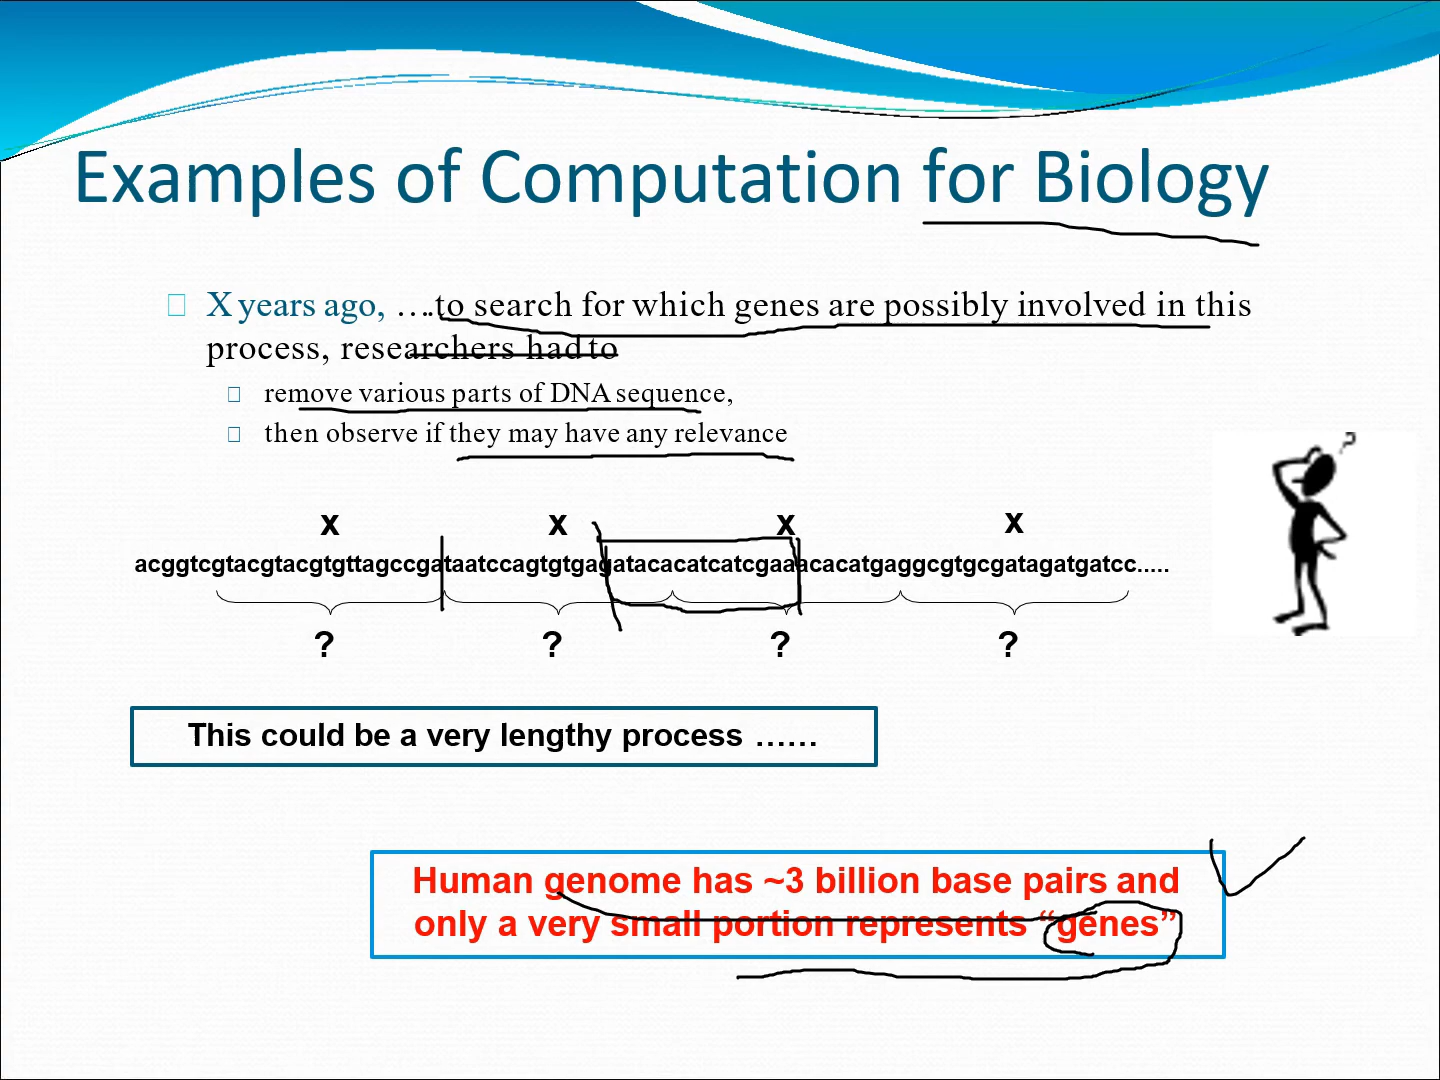 Examples of Computation for Biology
X years ago, ….to search for which genes are possibly involved in this
process, researchers had to
remove various parts of DNA sequence,
then observe if they may have any relevance
x x x x
acggtcgtacgtacgtgttagccgataatccagtgtgagatacacatcatcgaaacacatgaggcgtgcgatagatgatcc.....
? ? ? ?
?
This could be a very lengthy process ……
Human genome has ~3 billion base pairs and
only a very small portion represents “genes”